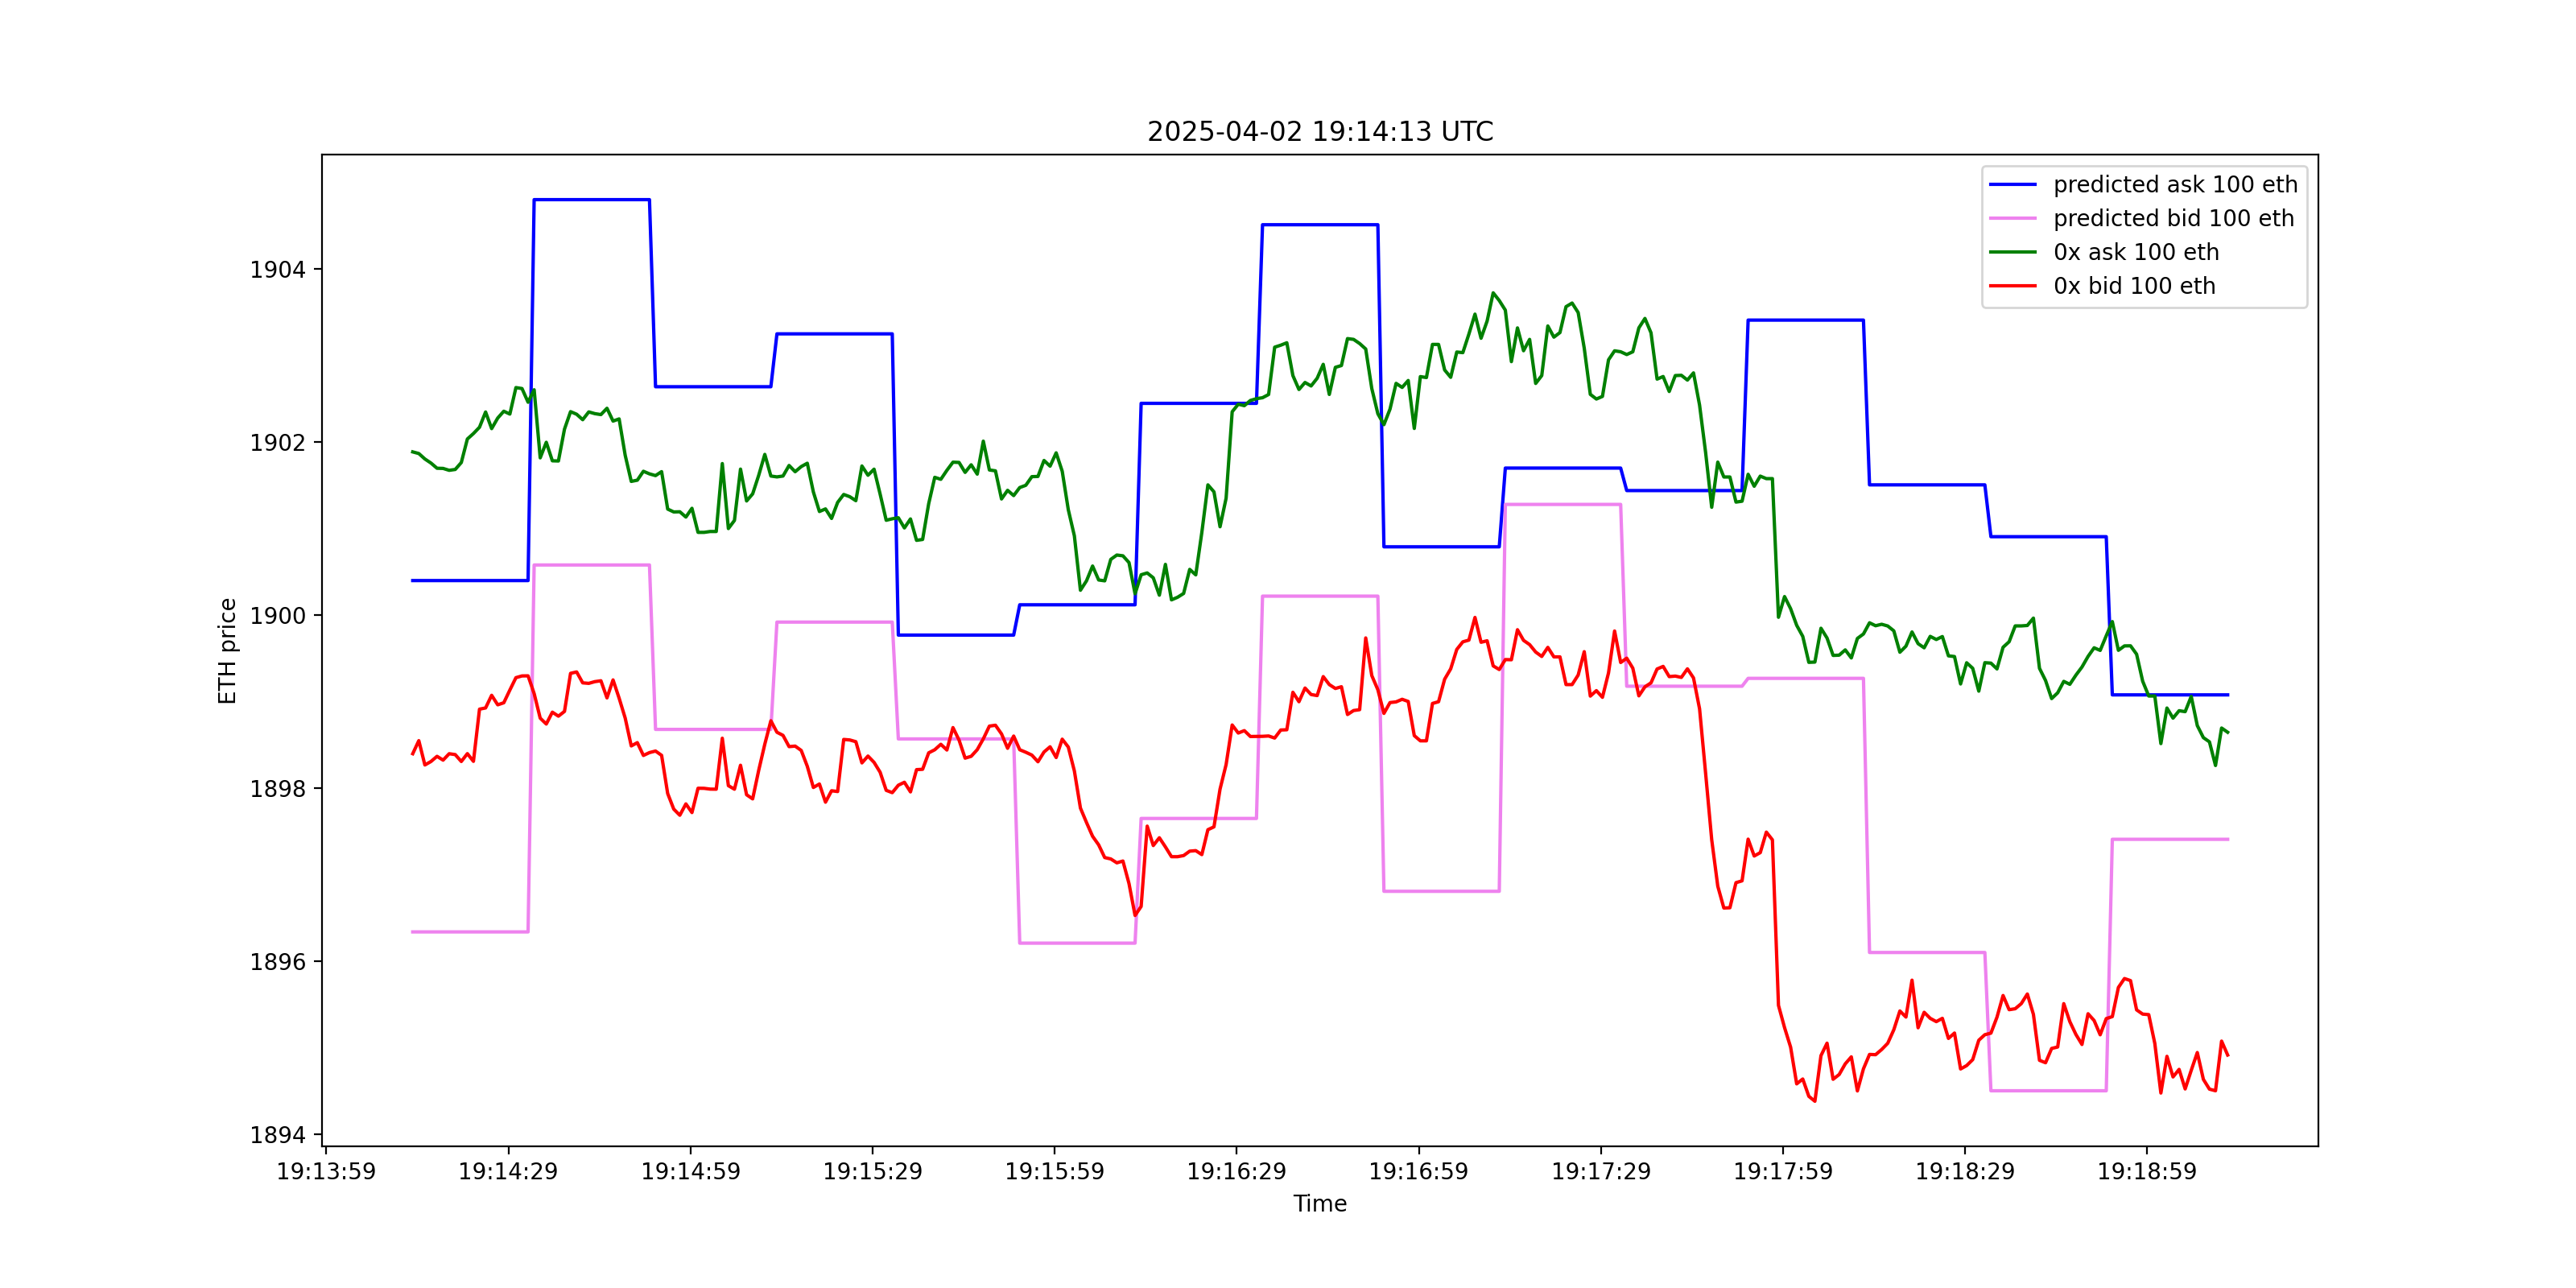 2025-04-02 19:14:13 UTC
predicted ask 100 eth
predicted bid 100 eth
0x ask 100 eth
0x bid 100 eth
ETH price
1904
1902
1900
1898
1896
1894
19:13:59 19:14:29 19:14:59 19:15:29 19:15:59 19:16:29 19:16:59 19:17:29 19:17:59 19:18:29 19:18:59
Time